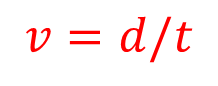 v = d/t